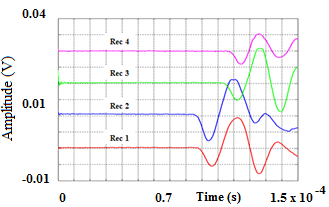 0.04
Rec 4
Rec 3
Amplitude (V)
0.01
Rec 2
Rec 1
-0.01
0 0.7 Time (s) 1.5 x 10⁻⁴